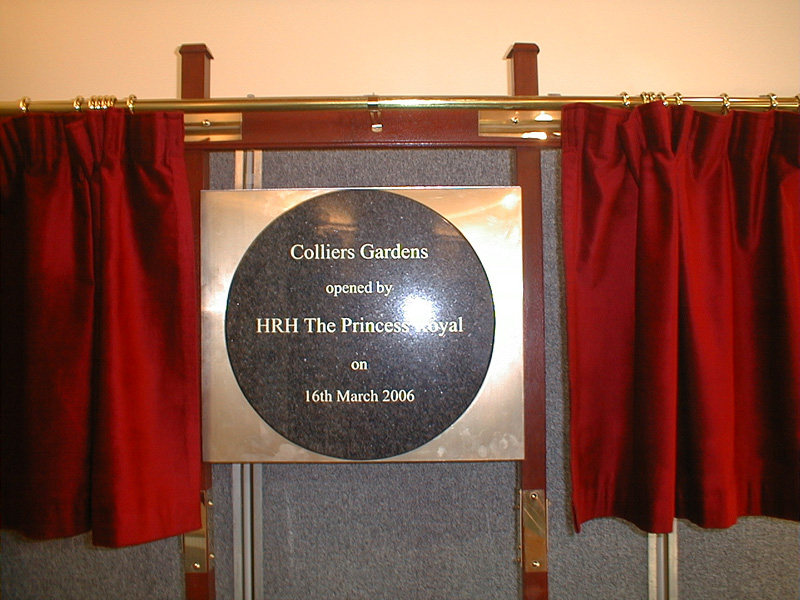 Colliers Gardens
opened by
HRH The Princess Royal
on
16th March 2006